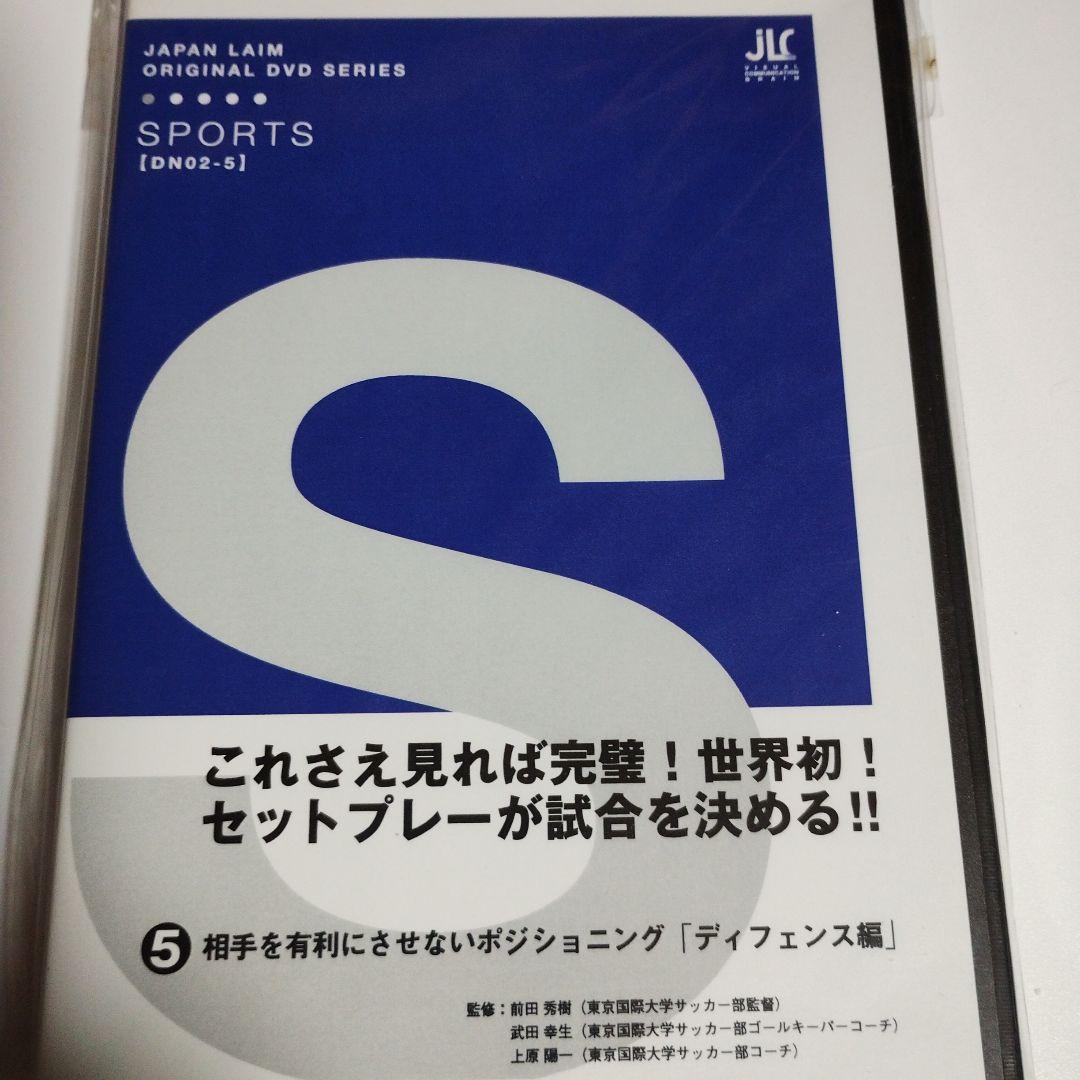 JAPAN LAIM
ORIGINAL DVD SERIES
SPORTS
【DN02-5】
JLC
VISUAL
COMMUNICATION
BRAIN
S
これさえ見れば完璧！世界初！
セットプレーが試合を決める!!
❺ 相手を有利にさせないポジショニング「ディフェンス編」
監修：前田 秀樹（東京国際大学サッカー部監督）
武田 幸生（東京国際大学サッカー部ゴールキーパーコーチ）
上原 陽一（東京国際大学サッカー部コーチ）